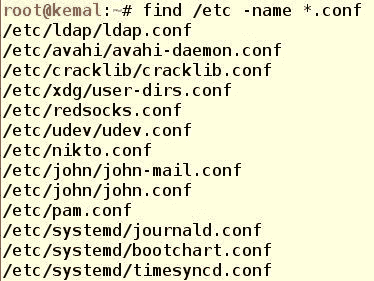 root@kemal:~# find /etc -name *.conf
/etc/ldap/ldap.conf
/etc/avahi/avahi-daemon.conf
/etc/cracklib/cracklib.conf
/etc/xdg/user-dirs.conf
/etc/redsocks.conf
/etc/udev/udev.conf
/etc/nikto.conf
/etc/john/john-mail.conf
/etc/john/john.conf
/etc/pam.conf
/etc/systemd/journald.conf
/etc/systemd/bootchart.conf
/etc/systemd/timesyncd.conf